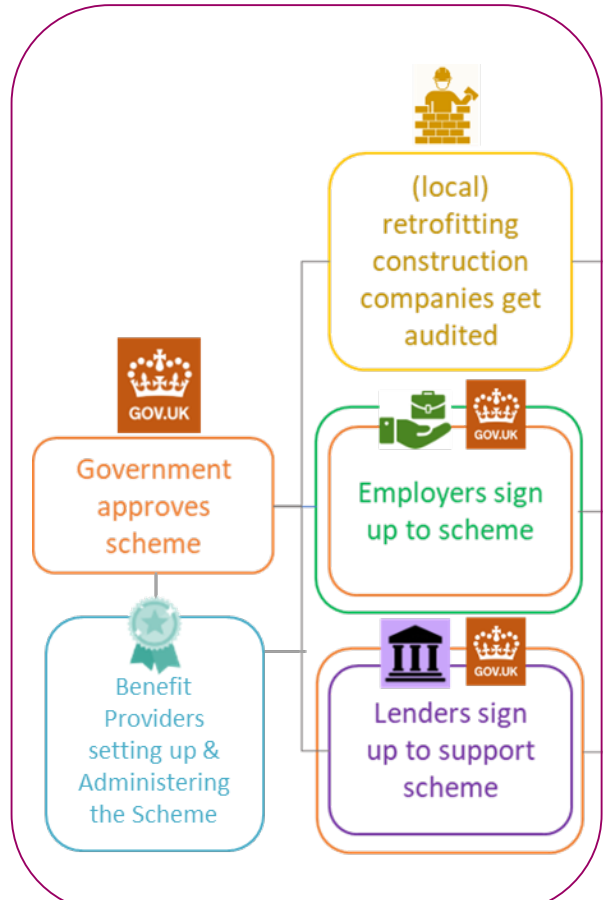 (local)
retrofitting
construction
companies get
audited
GOV.UK
Government
approves
scheme
GOV.UK
Employers sign
up to scheme
Benefit
Providers
setting up &
Administering
the Scheme
GOV.UK
Lenders sign
up to support
scheme